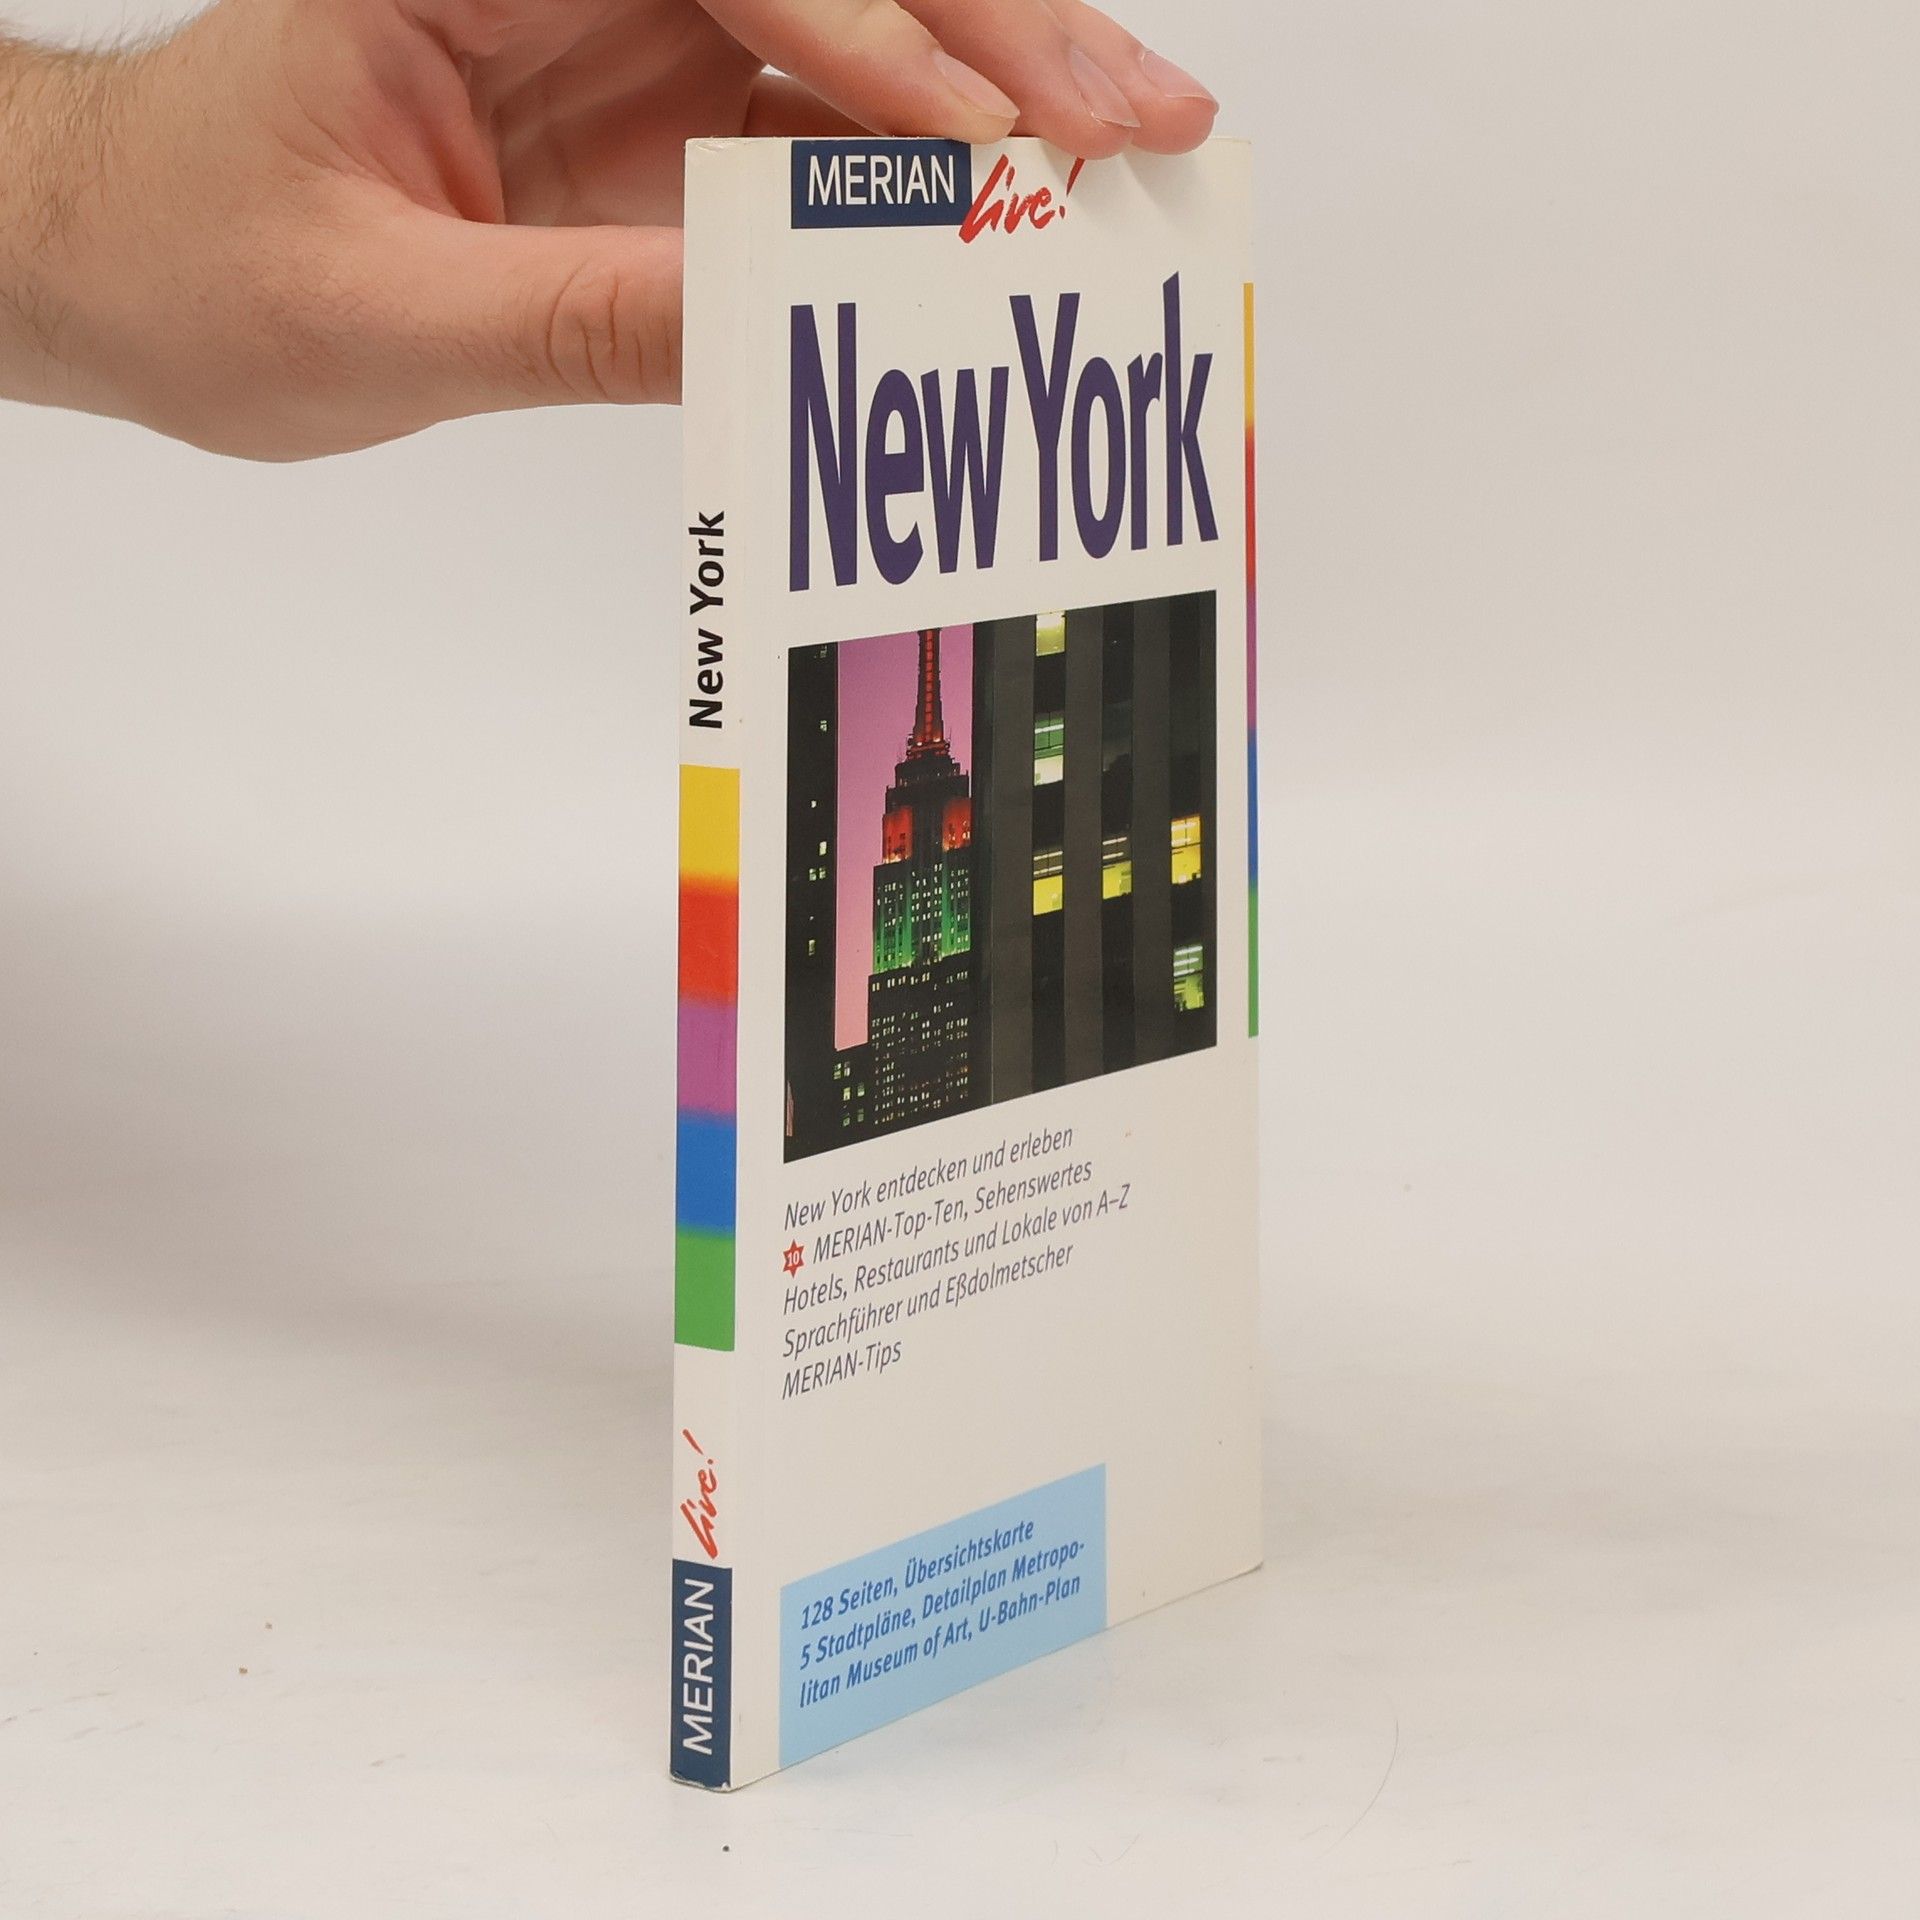 MERIAN live!
New York
New York entdecken und erleben
10 MERIAN-Top-Ten, Sehenswertes
Hotels, Restaurants und Lokale von A–Z
Sprachführer und Eßdolmetscher
MERIAN-Tips
128 Seiten, Übersichtskarte
5 Stadtpläne, Detailplan Metropo-
litan Museum of Art, U-Bahn-Plan
New York
MERIAN live!